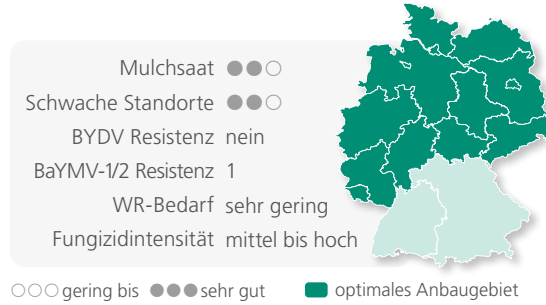 Mulchsaat ●●○
Schwache Standorte ●●○
BYDV Resistenz nein
BaYMV-1/2 Resistenz 1
WR-Bedarf sehr gering
Fungizidintensität mittel bis hoch
○○○ gering bis ●●● sehr gut optimales Anbaugebiet